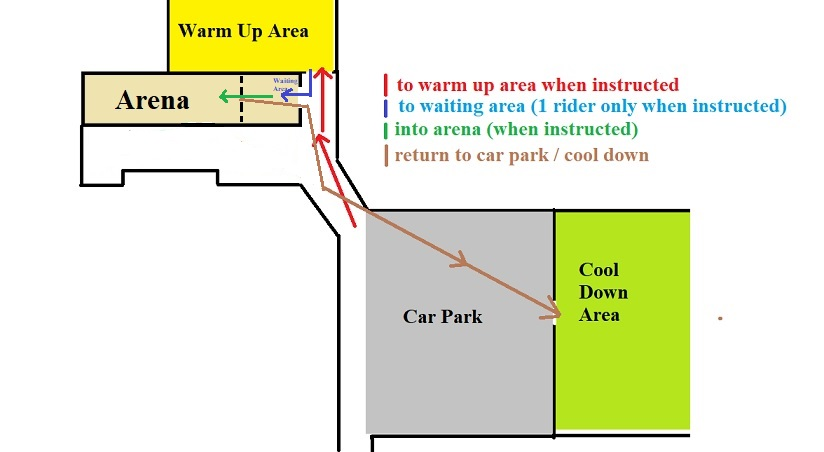 Warm Up Area
Waiting
Area
Arena
to warm up area when instructed
to waiting area (1 rider only when instructed)
into arena (when instructed)
return to car park / cool down
Cool
Down
Area
Car Park